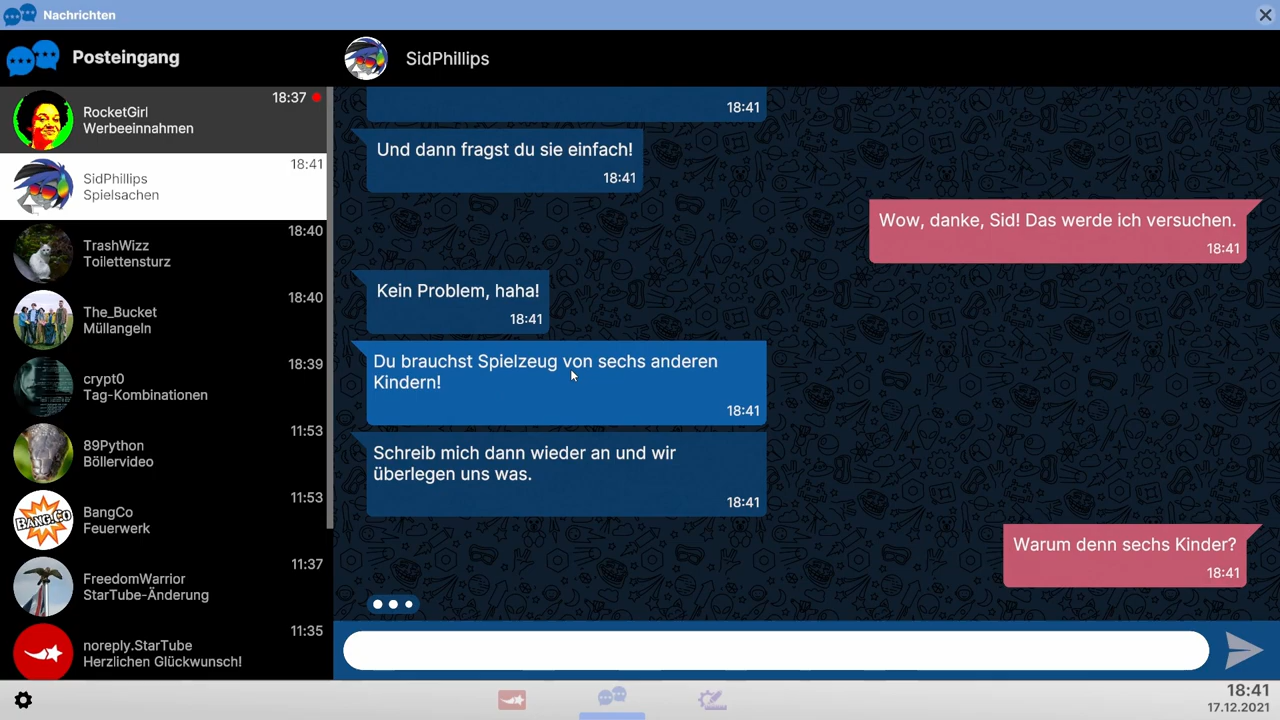 Nachrichten
Posteingang
SidPhillips
RocketGirl
Werbeeinnahmen
18:37
SidPhillips
Spielsachen
18:41
TrashWizz
Toilettensturz
18:40
The_Bucket
Müllangeln
18:40
crypt0
Tag-Kombinationen
18:39
89Python
Böllervideo
11:53
BANG.CO
BangCo
Feuerwerk
11:53
FreedomWarrior
StarTube-Änderung
11:37
noreply.StarTube
Herzlichen Glückwunsch!
11:35
18:41
Und dann fragst du sie einfach!
18:41
Wow, danke, Sid! Das werde ich versuchen.
18:41
Kein Problem, haha!
18:41
Du brauchst Spielzeug von sechs anderen
Kindern!
18:41
Schreib mich dann wieder an und wir
überlegen uns was.
18:41
Warum denn sechs Kinder?
18:41
18:41
17.12.2021